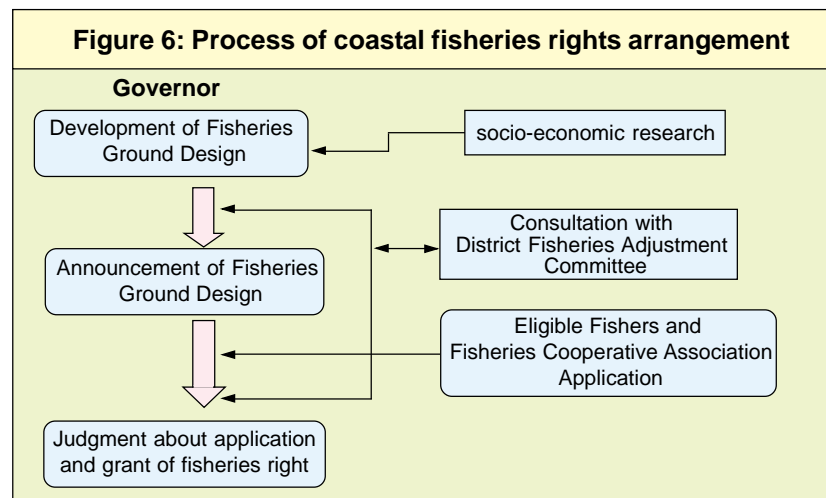 Figure 6: Process of coastal fisheries rights arrangement
Governor
Development of Fisheries
Ground Design
socio-economic research
Consultation with
District Fisheries Adjustment
Committee
Announcement of Fisheries
Ground Design
Eligible Fishers and
Fisheries Cooperative Association
Application
Judgment about application
and grant of fisheries right